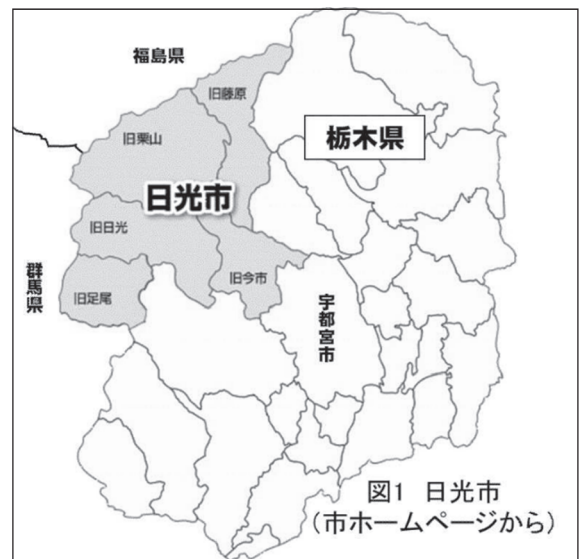 福島県
旧藤原
栃木県
旧栗山
日光市
旧日光
群馬県
旧今市
旧足尾
宇都宮市
図1 日光市
(市ホームページから)